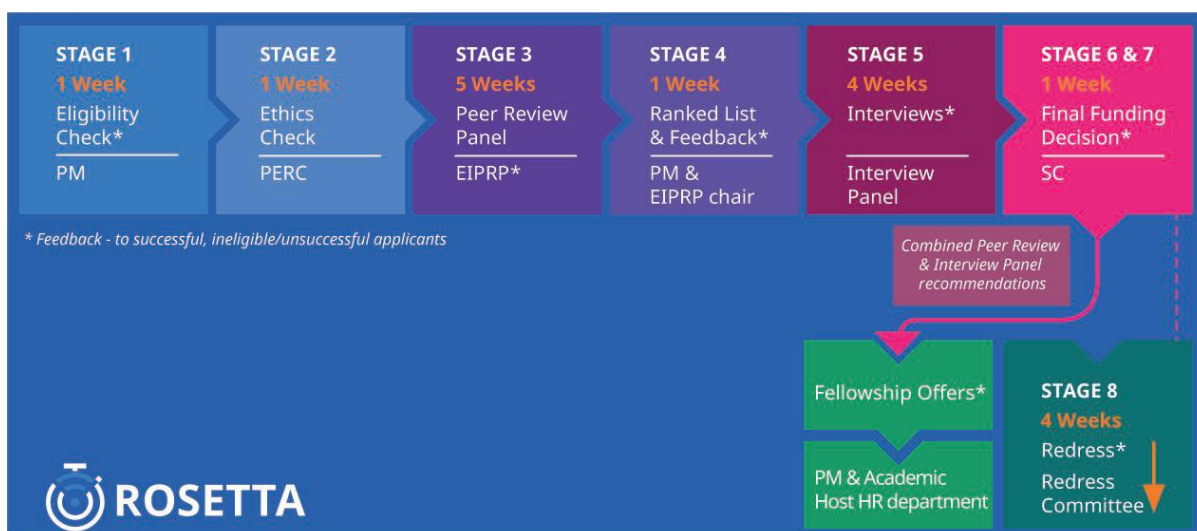 STAGE 1
1 Week
Eligibility
Check*
PM
STAGE 2
1 Week
Ethics
Check
PERC
STAGE 3
5 Weeks
Peer Review
Panel
EIPRP*
STAGE 4
1 Week
Ranked List
& Feedback*
PM &
EIPRP chair
STAGE 5
4 Weeks
Interviews*
Interview
Panel
STAGE 6 & 7
1 Week
Final Funding
Decision*
SC
* Feedback - to successful, ineligible/unsuccessful applicants
Combined Peer Review
& Interview Panel
recommendations
Fellowship Offers*
PM & Academic
Host HR department
STAGE 8
4 Weeks
Redress*
Redress
Committee
ROSETTA